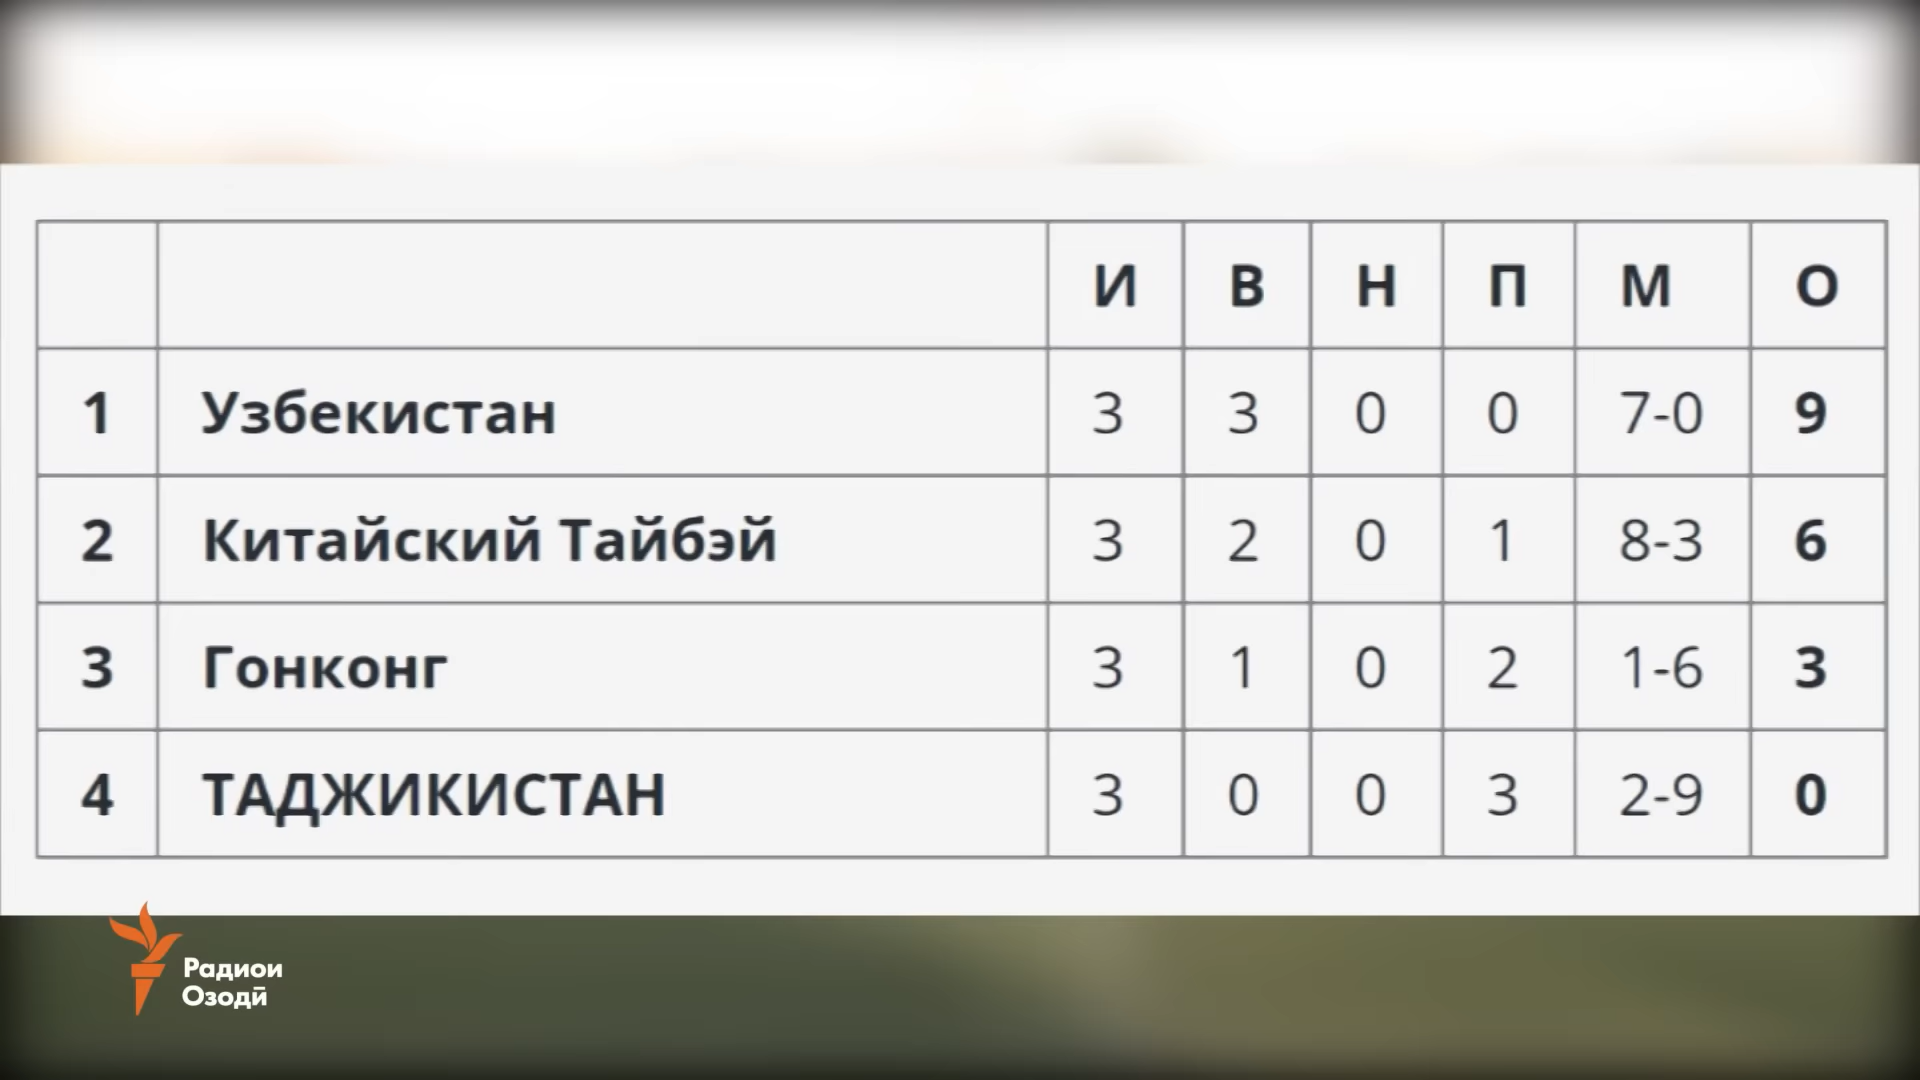 И В Н П М О
1 Узбекистан 3 3 0 0 7-0 9
2 Китайский Тайбэй 3 2 0 1 8-3 6
3 Гонконг 3 1 0 2 1-6 3
4 ТАДЖИКИСТАН 3 0 0 3 2-9 0
Радиои
Озодӣ